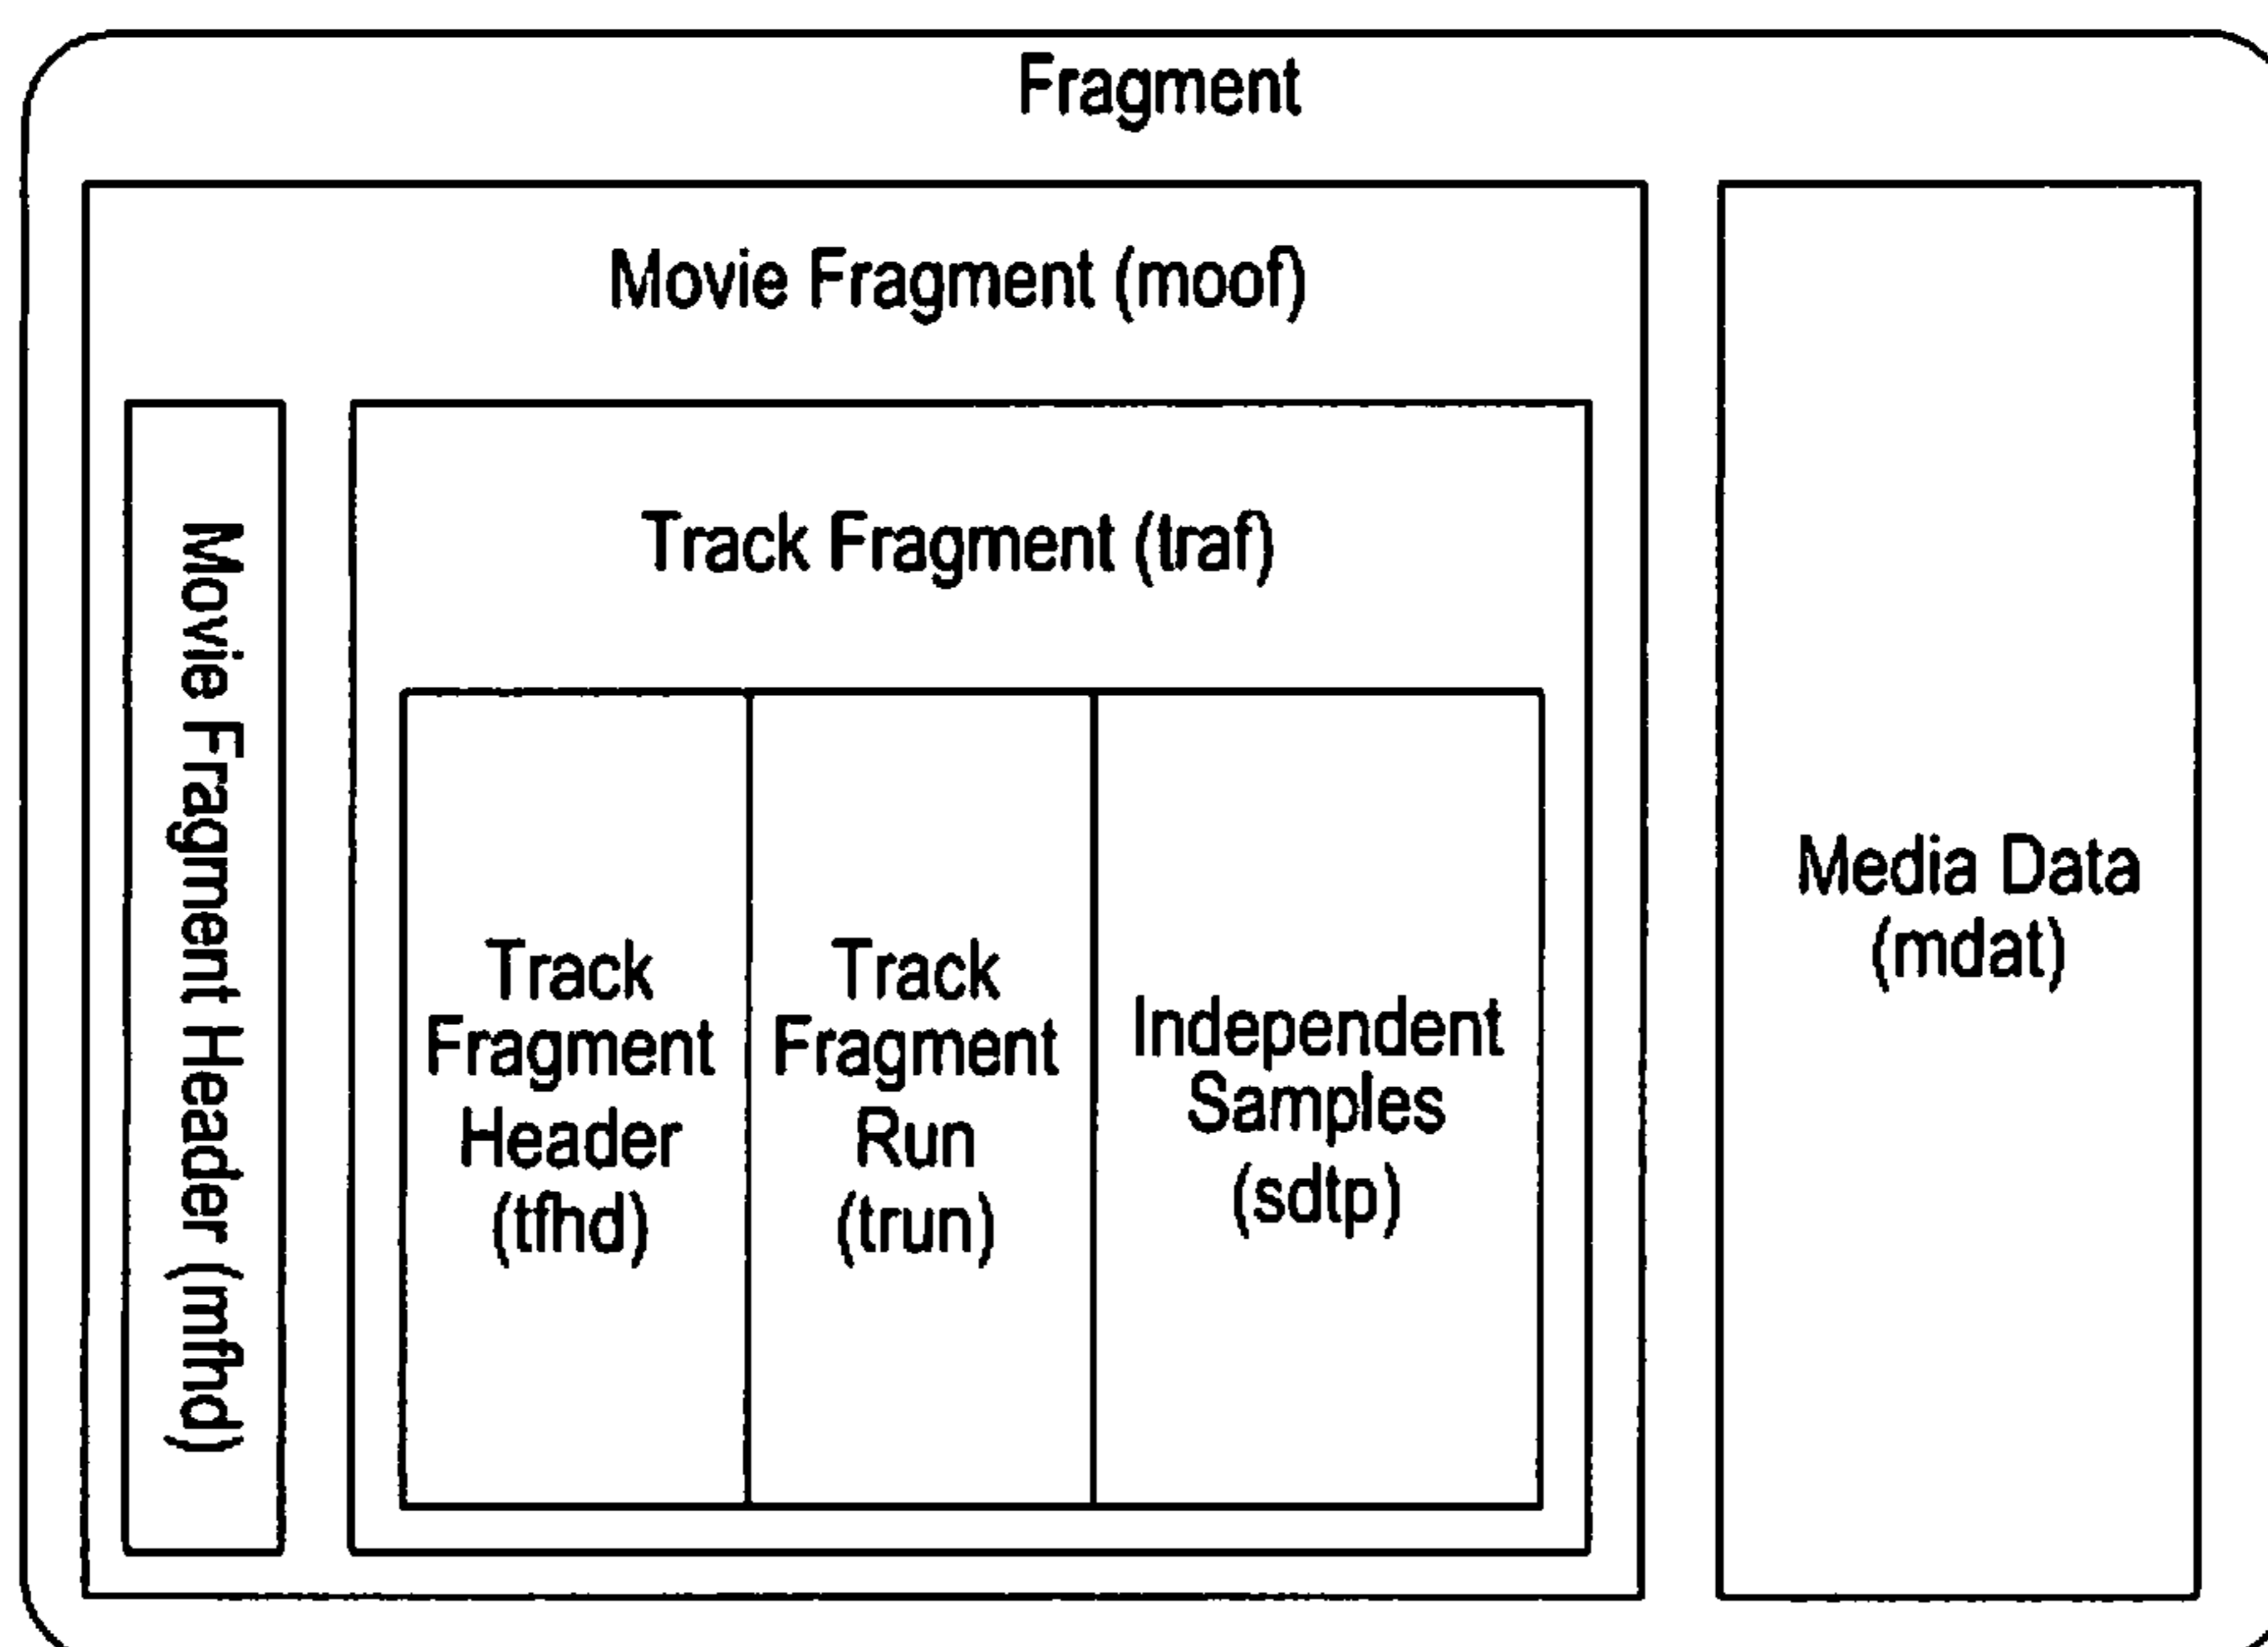 Fragment
Movie Fragment (moof)
Movie Fragment Header (mfhd)
Track Fragment (traf)
Track
Fragment
Header
(tfhd)
Track
Fragment
Run
(trun)
Independent
Samples
(sdtp)
Media Data
(mdat)